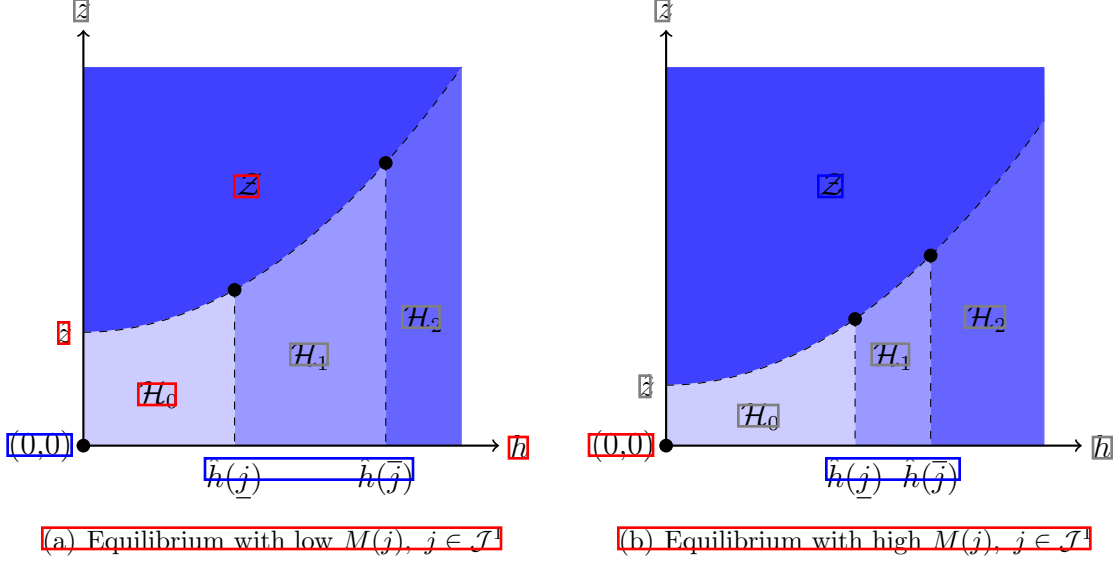 z
z
𝒵
𝒵
ℋ₂
ℋ₂
z
ℋ₁
ℋ₁
z
ℋ₀
ℋ₀
(0,0)
h
(0,0)
h
ĥ(j̲) ĥ(j̅)
ĥ(j̲) ĥ(j̅)
(a) Equilibrium with low M(j), j ∈ 𝒥¹
(b) Equilibrium with high M(j), j ∈ 𝒥¹